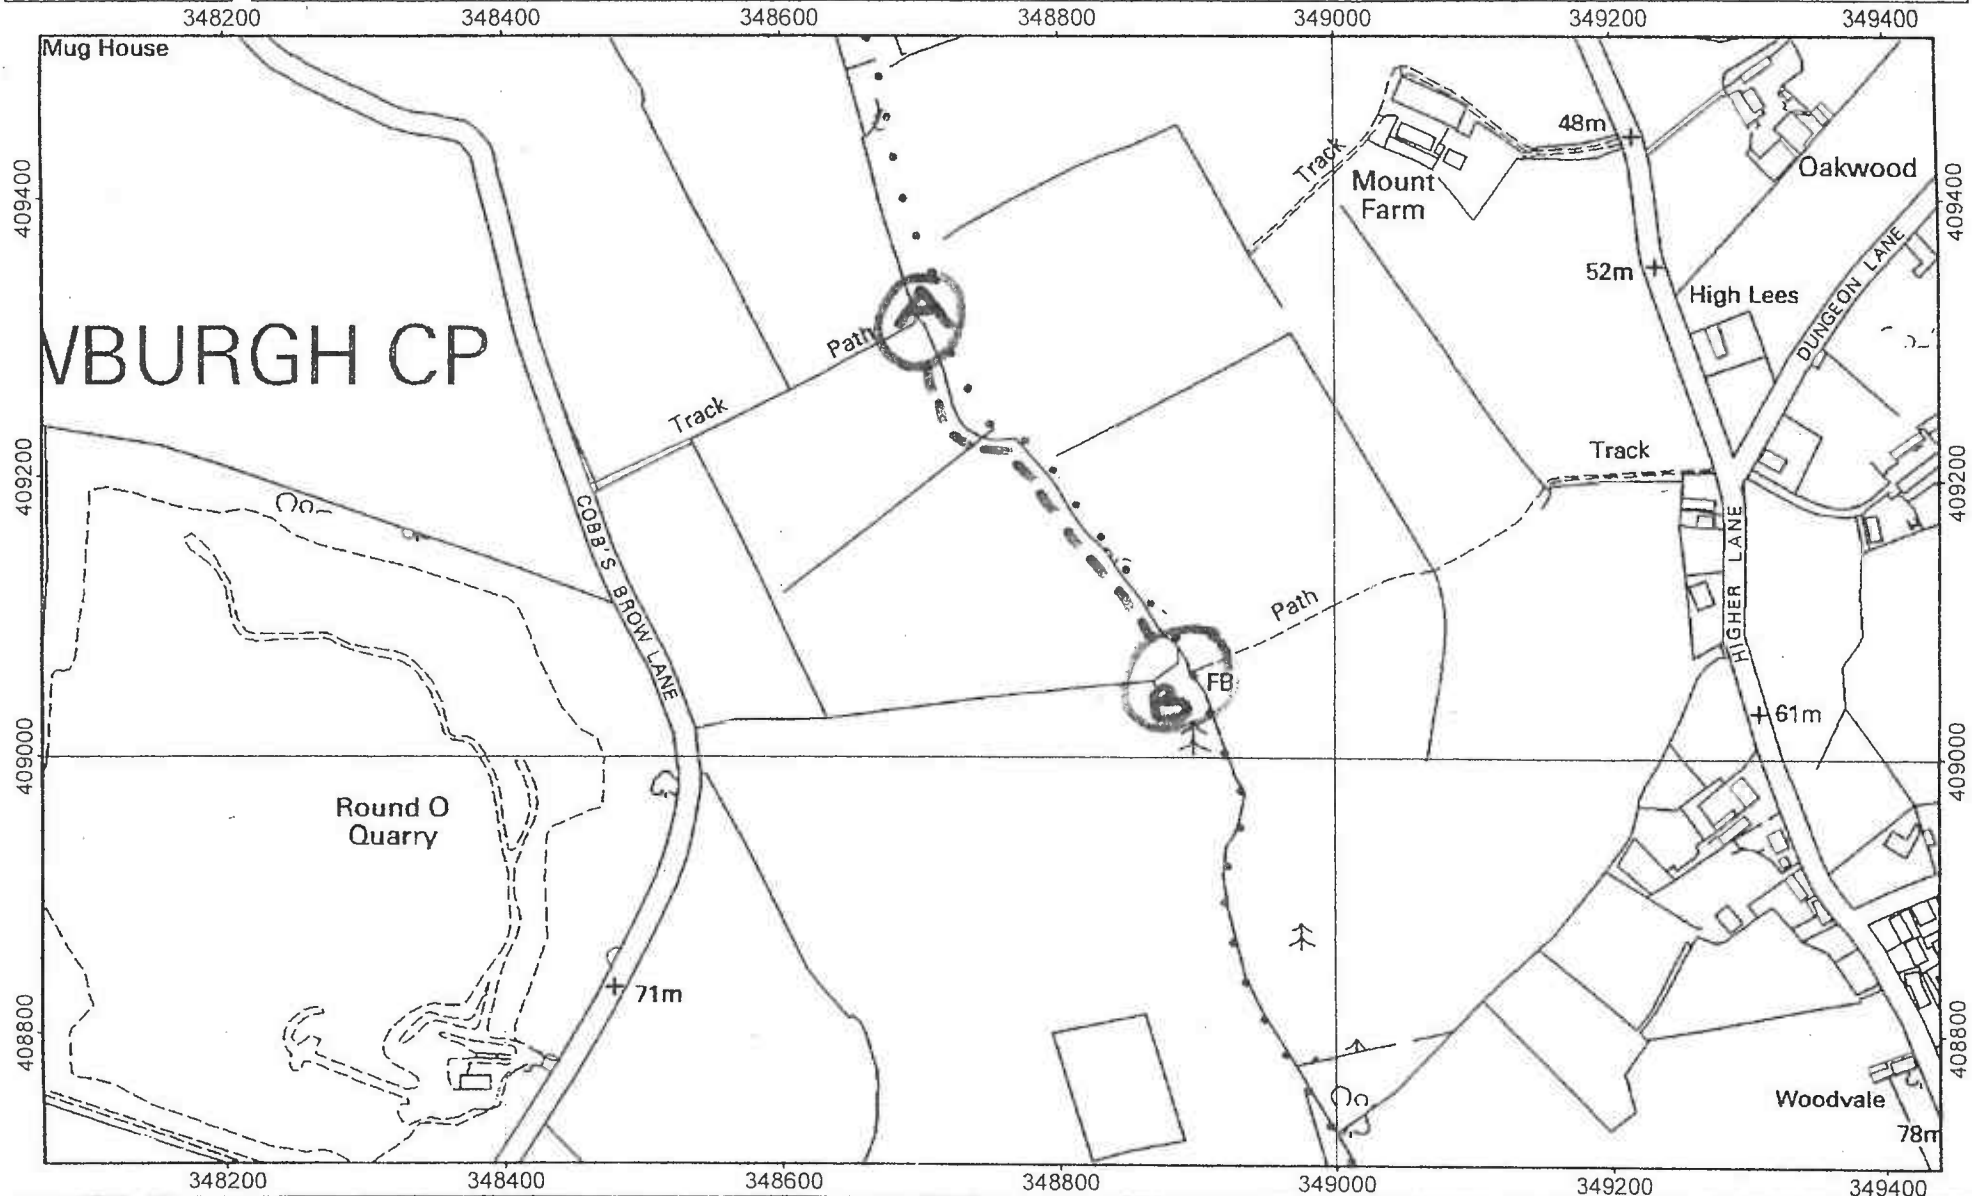 348200 348400 348600 348800 349000 349200 349400
Mug House
48m
Track
Oakwood
409400
Mount
Farm
409400
52m
DUNGEON LANE
High Lees
A
Path
VBURGH CP
Track
Track
409200
409200
COBB'S BROW LANE
HIGHER LANE
Path
FB
B
61m
409000
409000
Round O
Quarry
71m
408800
408800
Woodvale
78m
348200 348400 348600 348800 349000 349200 349400